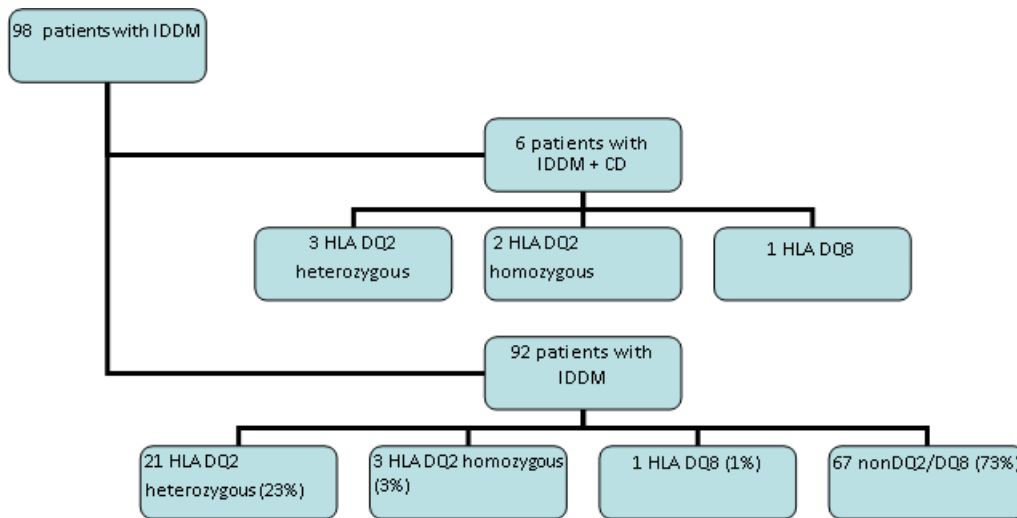 98 patients with IDDM
6 patients with
IDDM + CD
3 HLA DQ2
heterozygous
2 HLA DQ2
homozygous
1 HLA DQ8
92 patients with
IDDM
21 HLA DQ2
heterozygous (23%)
3 HLA DQ2 homozygous
(3%)
1 HLA DQ8 (1%)
67 nonDQ2/DQ8 (73%)